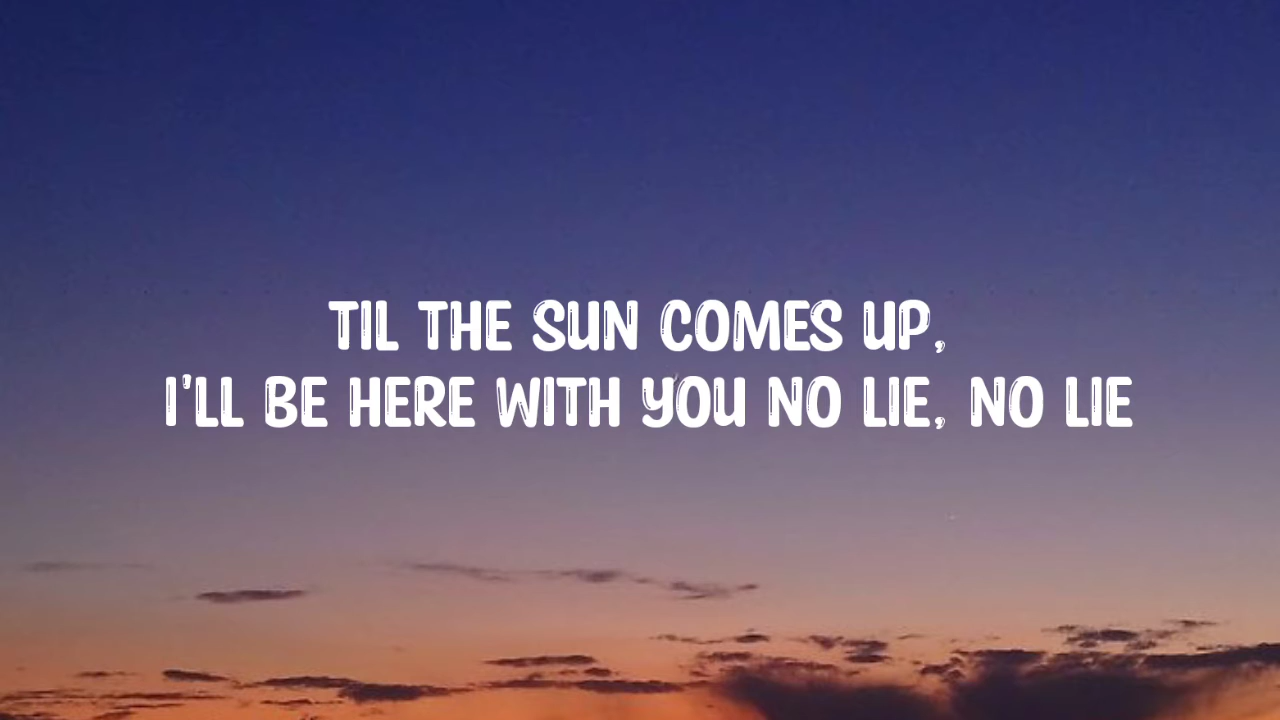 TIL THE SUN COMES UP,
I'LL BE HERE WITH YOU NO LIE, NO LIE